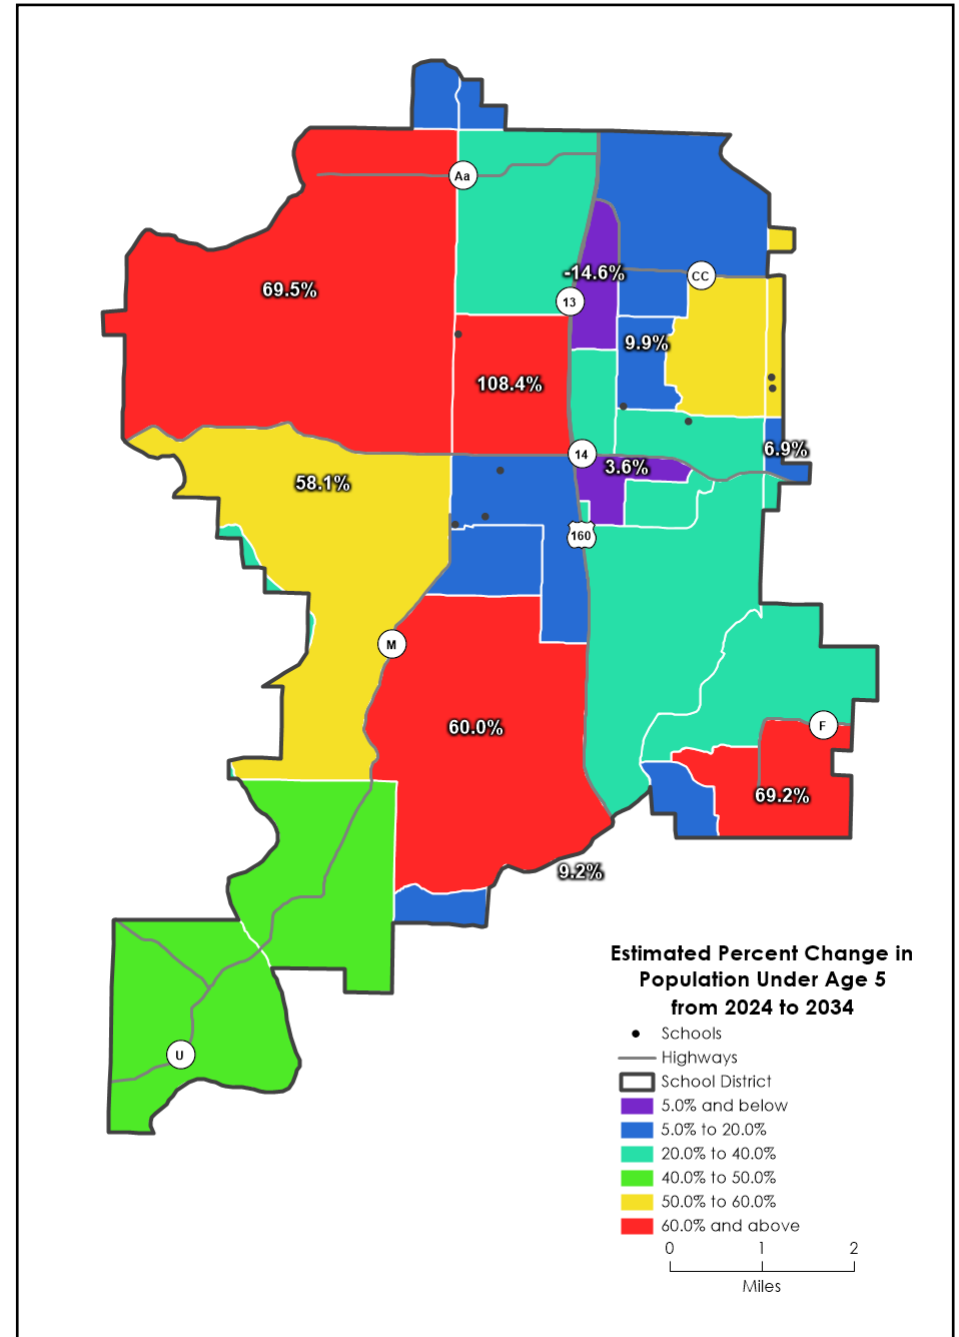 Aa
-14.6%
CC
69.5%
13
9.9%
108.4%
14
6.9%
3.6%
58.1%
160
M
60.0%
F
69.2%
9.2%
U
Estimated Percent Change in
Population Under Age 5
from 2024 to 2034
Schools
Highways
School District
5.0% and below
5.0% to 20.0%
20.0% to 40.0%
40.0% to 50.0%
50.0% to 60.0%
60.0% and above
0 1 2
Miles